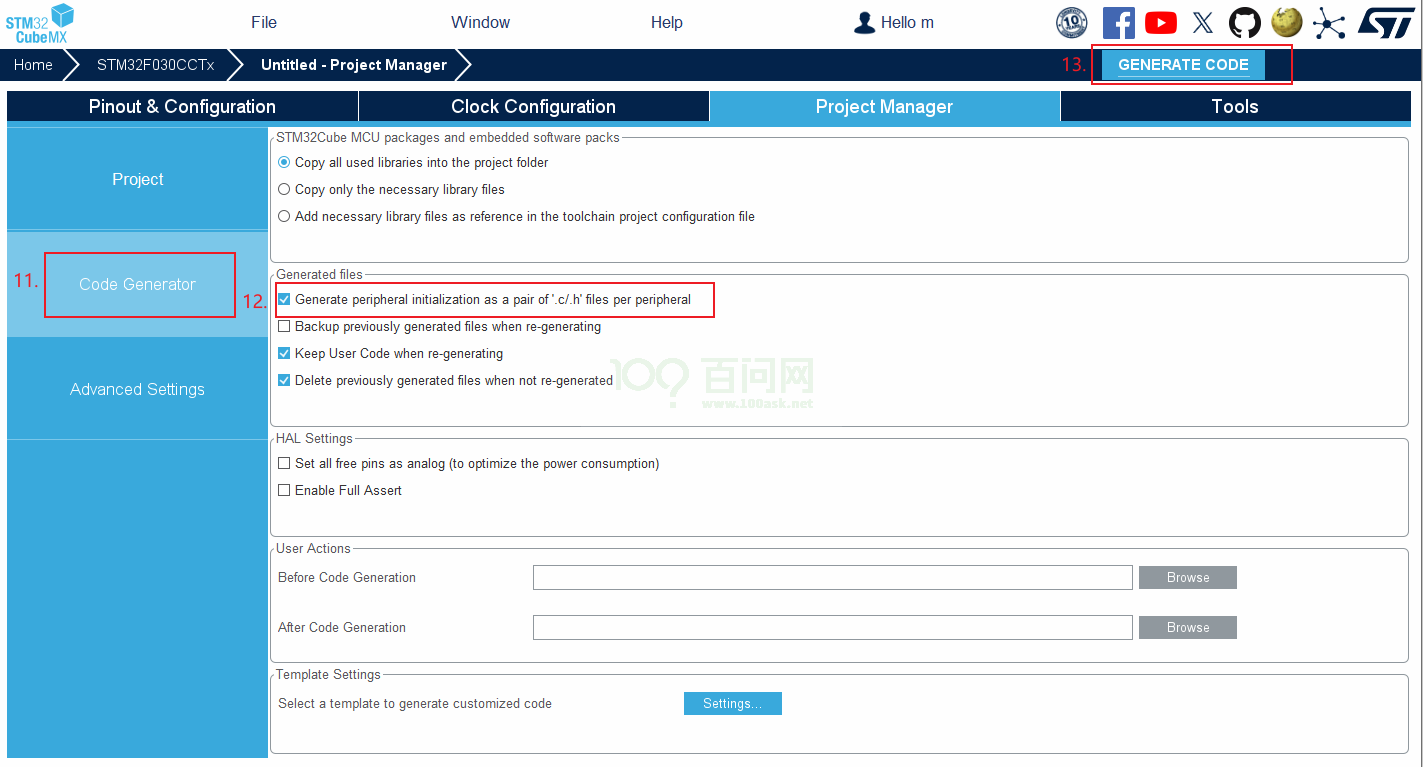 STM32
CubeMX
File
Window
Help
Hello m
10
Home
STM32F030CCTx
Untitled - Project Manager
13.
GENERATE CODE
Pinout & Configuration
Clock Configuration
Project Manager
Tools
STM32Cube MCU packages and embedded software packs
Project
Copy all used libraries into the project folder
Copy only the necessary library files
Add necessary library files as reference in the toolchain project configuration file
11.
Code Generator
Generated files
12.
Generate peripheral initialization as a pair of '.c/.h' files per peripheral
Backup previously generated files when re-generating
Keep User Code when re-generating
Delete previously generated files when not re-generated
百问网
www.100ask.net
Advanced Settings
HAL Settings
Set all free pins as analog (to optimize the power consumption)
Enable Full Assert
User Actions
Before Code Generation
Browse
After Code Generation
Browse
Template Settings
Select a template to generate customized code
Settings...